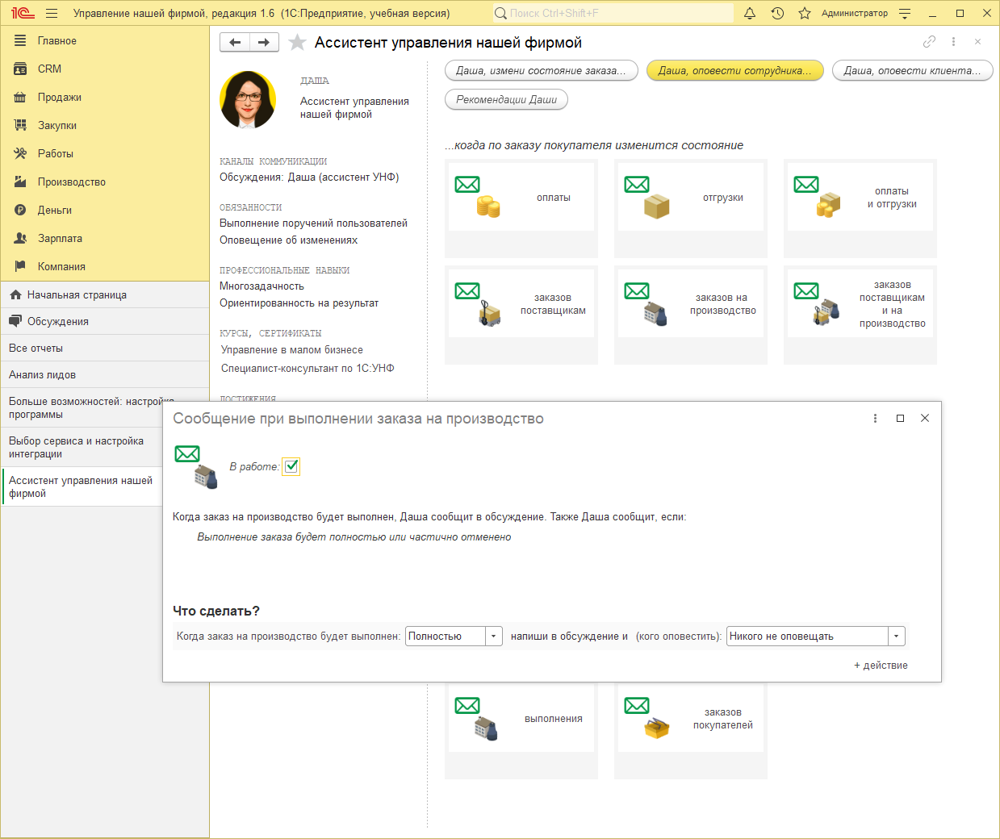 1С Управление нашей фирмой, редакция 1.6 (1С:Предприятие, учебная версия)
Поиск Ctrl+Shift+F
Администратор
Главное
CRM
Продажи
Закупки
Работы
Производство
Деньги
Зарплата
Компания
Начальная страница
Обсуждения
Все отчеты
Анализ лидов
Больше возможностей: настройка
программы
Выбор сервиса и настройка
интеграции
Ассистент управления нашей
фирмой
Ассистент управления нашей фирмой
ДАША
Ассистент управления
нашей фирмой
КАНАЛЫ КОММУНИКАЦИИ
Обсуждения: Даша (ассистент УНФ)
ОБЯЗАННОСТИ
Выполнение поручений пользователей
Оповещение об изменениях
ПРОФЕССИОНАЛЬНЫЕ НАВЫКИ
Многозадачность
Ориентированность на результат
КУРСЫ, СЕРТИФИКАТЫ
Управление в малом бизнесе
Специалист-консультант по 1С:УНФ
ДОСТИЖЕНИЯ
Даша, измени состояние заказа...
Даша, оповести сотрудника...
Даша, оповести клиента...
Рекомендации Даши
...когда по заказу покупателя изменится состояние
оплаты
отгрузки
оплаты
и отгрузки
заказов
поставщикам
заказов на
производство
заказов
поставщикам
и на
производство
Сообщение при выполнении заказа на производство
В работе:
Когда заказ на производство будет выполнен, Даша сообщит в обсуждение. Также Даша сообщит, если:
Выполнение заказа будет полностью или частично отменено
Что сделать?
Когда заказ на производство будет выполнен: Полностью напиши в обсуждение и (кого оповестить): Никого не оповещать
+ действие
выполнения
заказов
покупателей